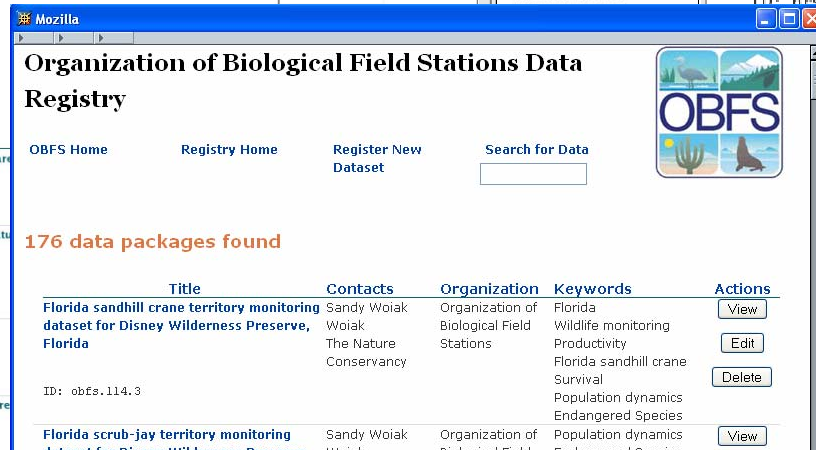 Mozilla
Organization of Biological Field Stations Data
Registry
OBFS
OBFS Home
Registry Home
Register New
Dataset
Search for Data
176 data packages found
Title Contacts Organization Keywords Actions
Florida sandhill crane territory monitoring
dataset for Disney Wilderness Preserve,
Florida
ID: obfs.114.3
Sandy Woiak
Woiak
The Nature
Conservancy
Organization of
Biological Field
Stations
Florida
Wildlife monitoring
Productivity
Florida sandhill crane
Survival
Population dynamics
Endangered Species
View
Edit
Delete
Florida scrub-jay territory monitoring
Sandy Woiak
Organization of
Population dynamics
View